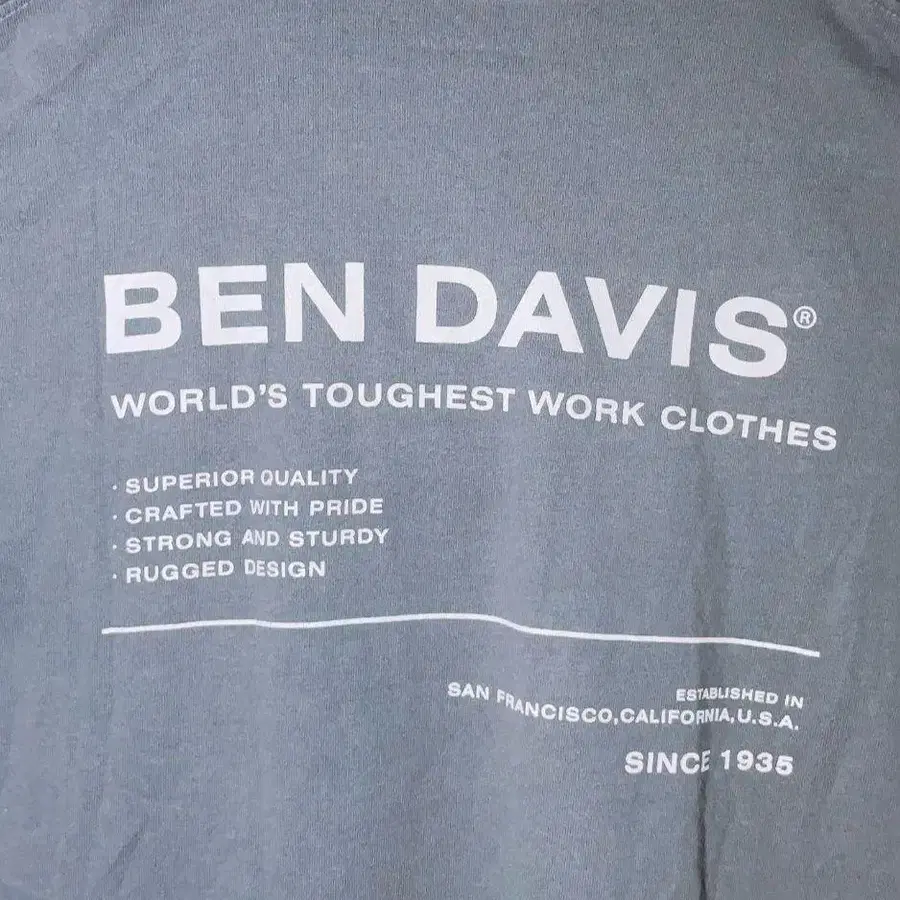 BEN DAVIS®
WORLD'S TOUGHEST WORK CLOTHES
· SUPERIOR QUALITY
· CRAFTED WITH PRIDE
· STRONG AND STURDY
· RUGGED DESIGN
ESTABLISHED IN
SAN FRANCISCO,CALIFORNIA,U.S.A.
SINCE 1935